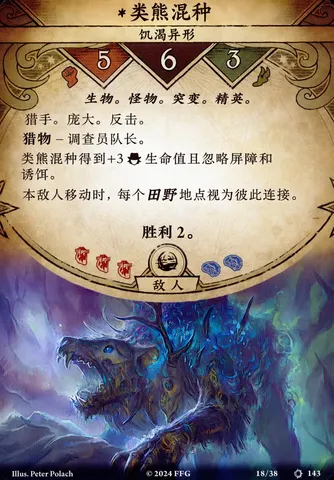 *类熊混种
饥渴异形
5 6 3
生物。怪物。突变。精英。
猎手。庞大。反击。
猎物 – 调查员队长。
类熊混种得到+3 生命值且忽略屏障和
诱饵。
本敌人移动时，每个田野地点视为彼此连接。
胜利 2。
敌人
Illus. Peter Polach © 2024 FFG 18/38 143